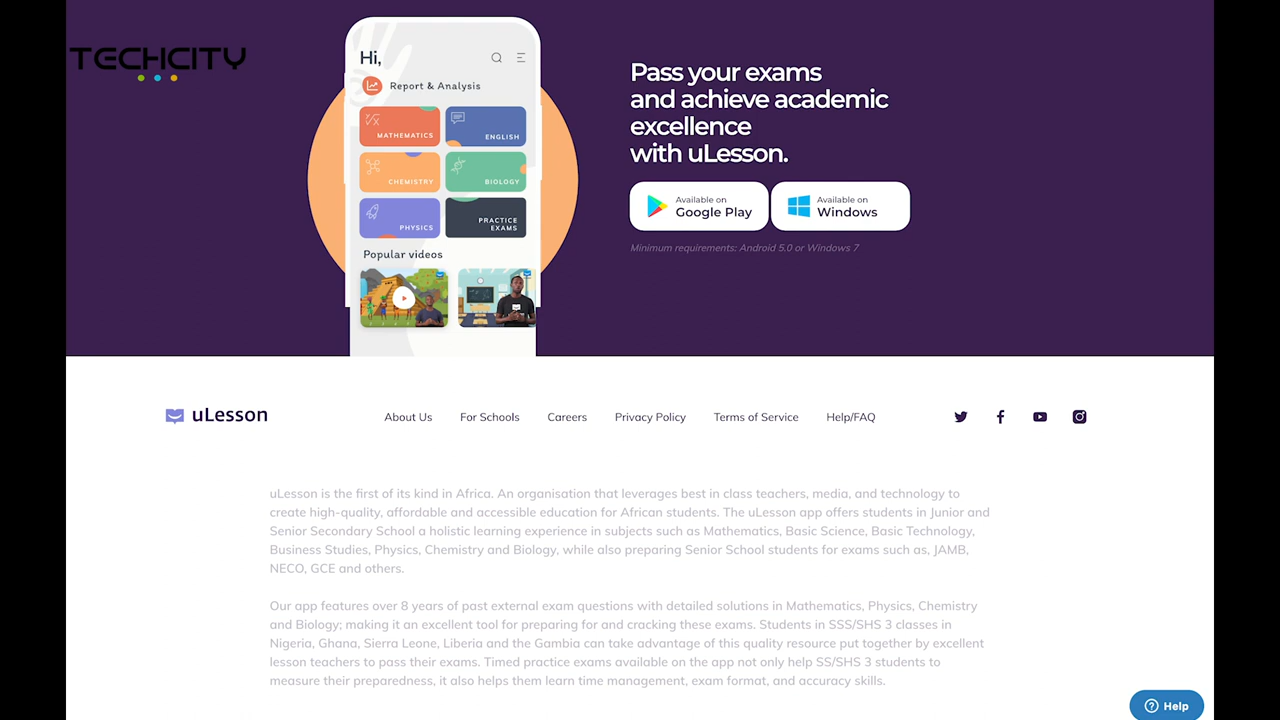 TECHCITY
Hi,
Report & Analysis
MATHEMATICS
ENGLISH
CHEMISTRY
BIOLOGY
PHYSICS
PRACTICE
EXAMS
Popular videos
Pass your exams
and achieve academic
excellence
with uLesson.
Available on
Google Play
Available on
Windows
Minimum requirements: Android 5.0 or Windows 7
uLesson
About Us
For Schools
Careers
Privacy Policy
Terms of Service
Help/FAQ
uLesson is the first of its kind in Africa. An organisation that leverages best in class teachers, media, and technology to
create high-quality, affordable and accessible education for African students. The uLesson app offers students in Junior and
Senior Secondary School a holistic learning experience in subjects such as Mathematics, Basic Science, Basic Technology,
Business Studies, Physics, Chemistry and Biology, while also preparing Senior School students for exams such as, JAMB,
NECO, GCE and others.
Our app features over 8 years of past external exam questions with detailed solutions in Mathematics, Physics, Chemistry
and Biology; making it an excellent tool for preparing for and cracking these exams. Students in SSS/SHS 3 classes in
Nigeria, Ghana, Sierra Leone, Liberia and the Gambia can take advantage of this quality resource put together by excellent
lesson teachers to pass their exams. Timed practice exams available on the app not only help SS/SHS 3 students to
measure their preparedness, it also helps them learn time management, exam format, and accuracy skills.
Help